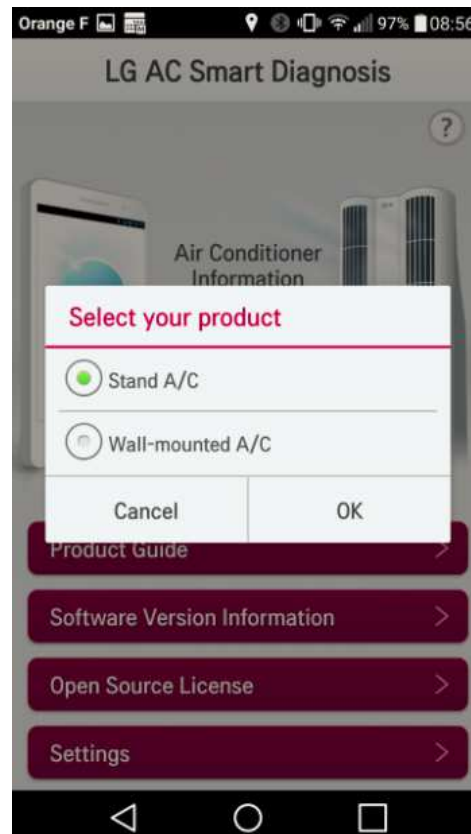 Orange F 97% 08:56
LG AC Smart Diagnosis
?
Air Conditioner
Information
Select your product
Stand A/C
Wall-mounted A/C
Cancel OK
Product Guide
Software Version Information
Open Source License
Settings